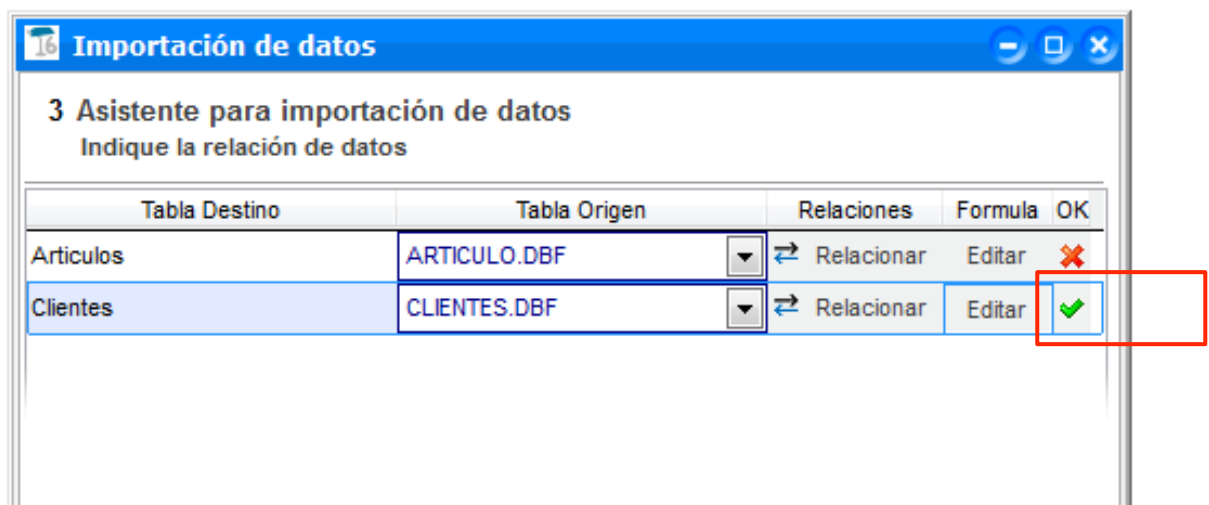 16 Importación de datos
3 Asistente para importación de datos
Indique la relación de datos
Tabla Destino Tabla Origen Relaciones Formula OK
Articulos ARTICULO.DBF Relacionar Editar
Clientes CLIENTES.DBF Relacionar Editar